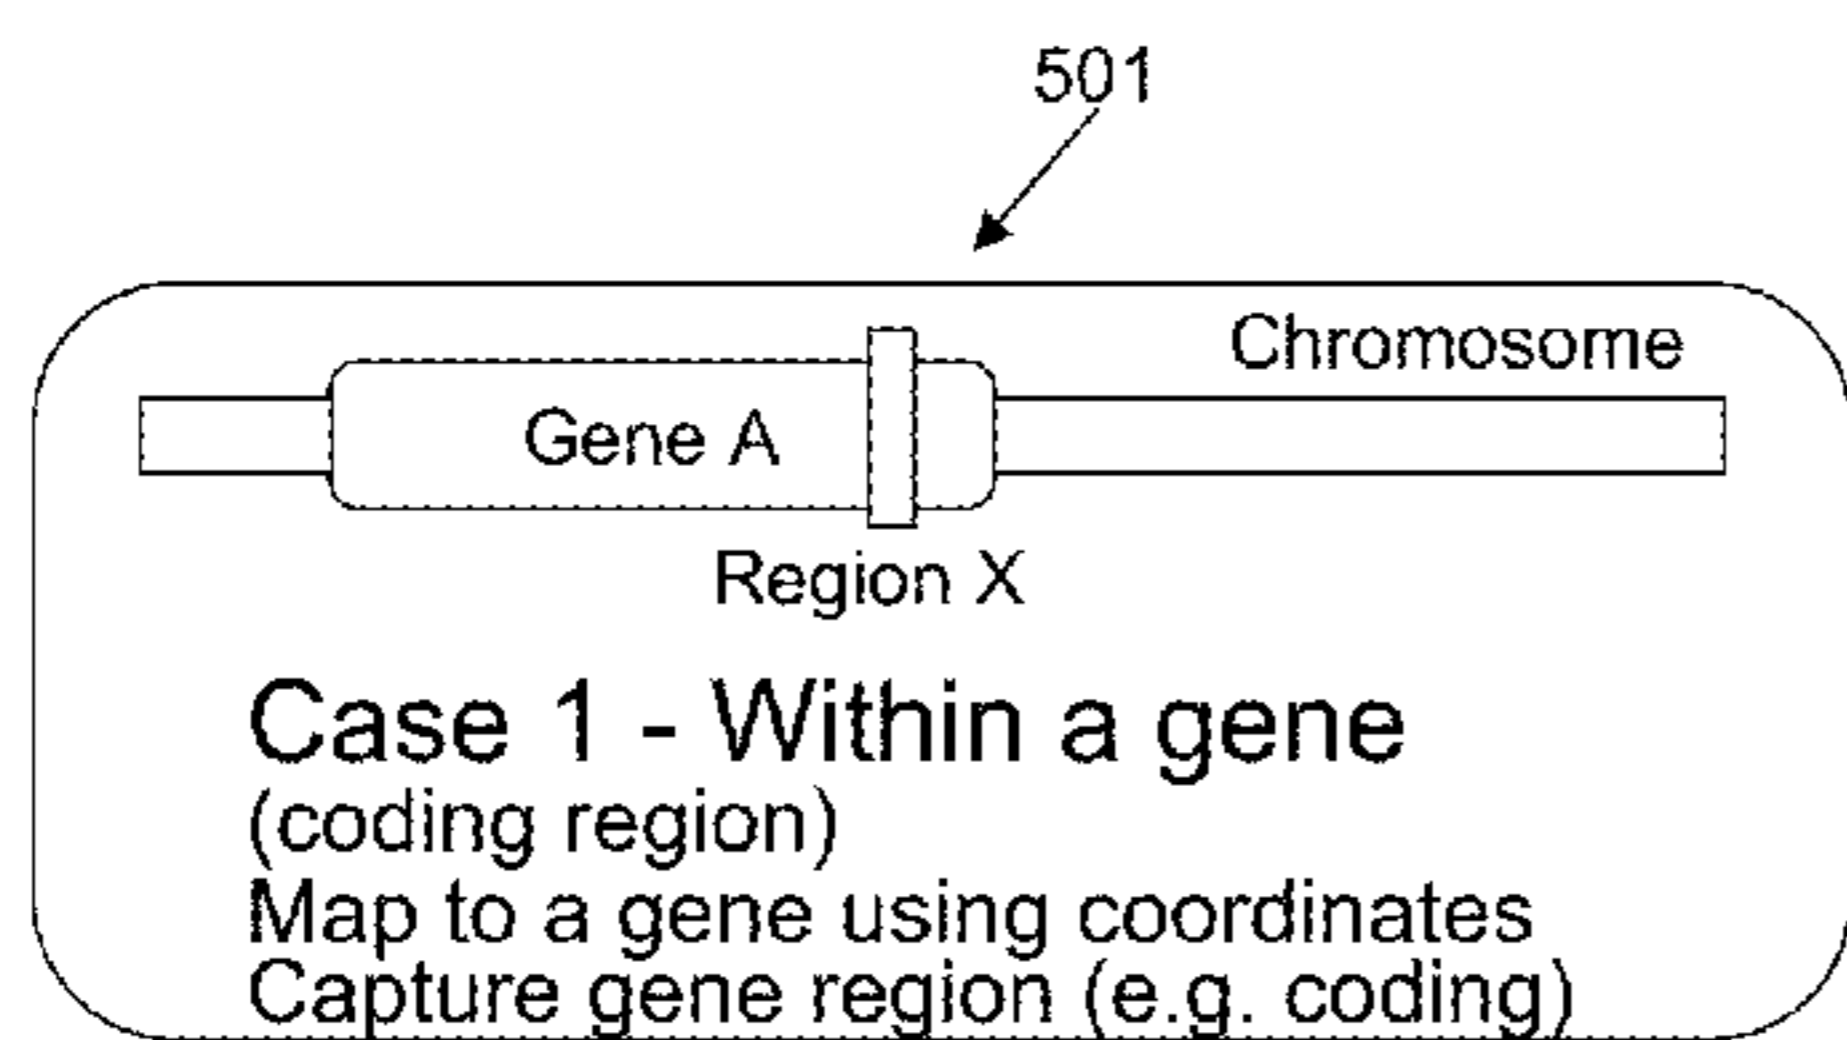 501
Chromosome
Gene A
Region X
Case 1 - Within a gene
(coding region)
Map to a gene using coordinates
Capture gene region (e.g. coding)